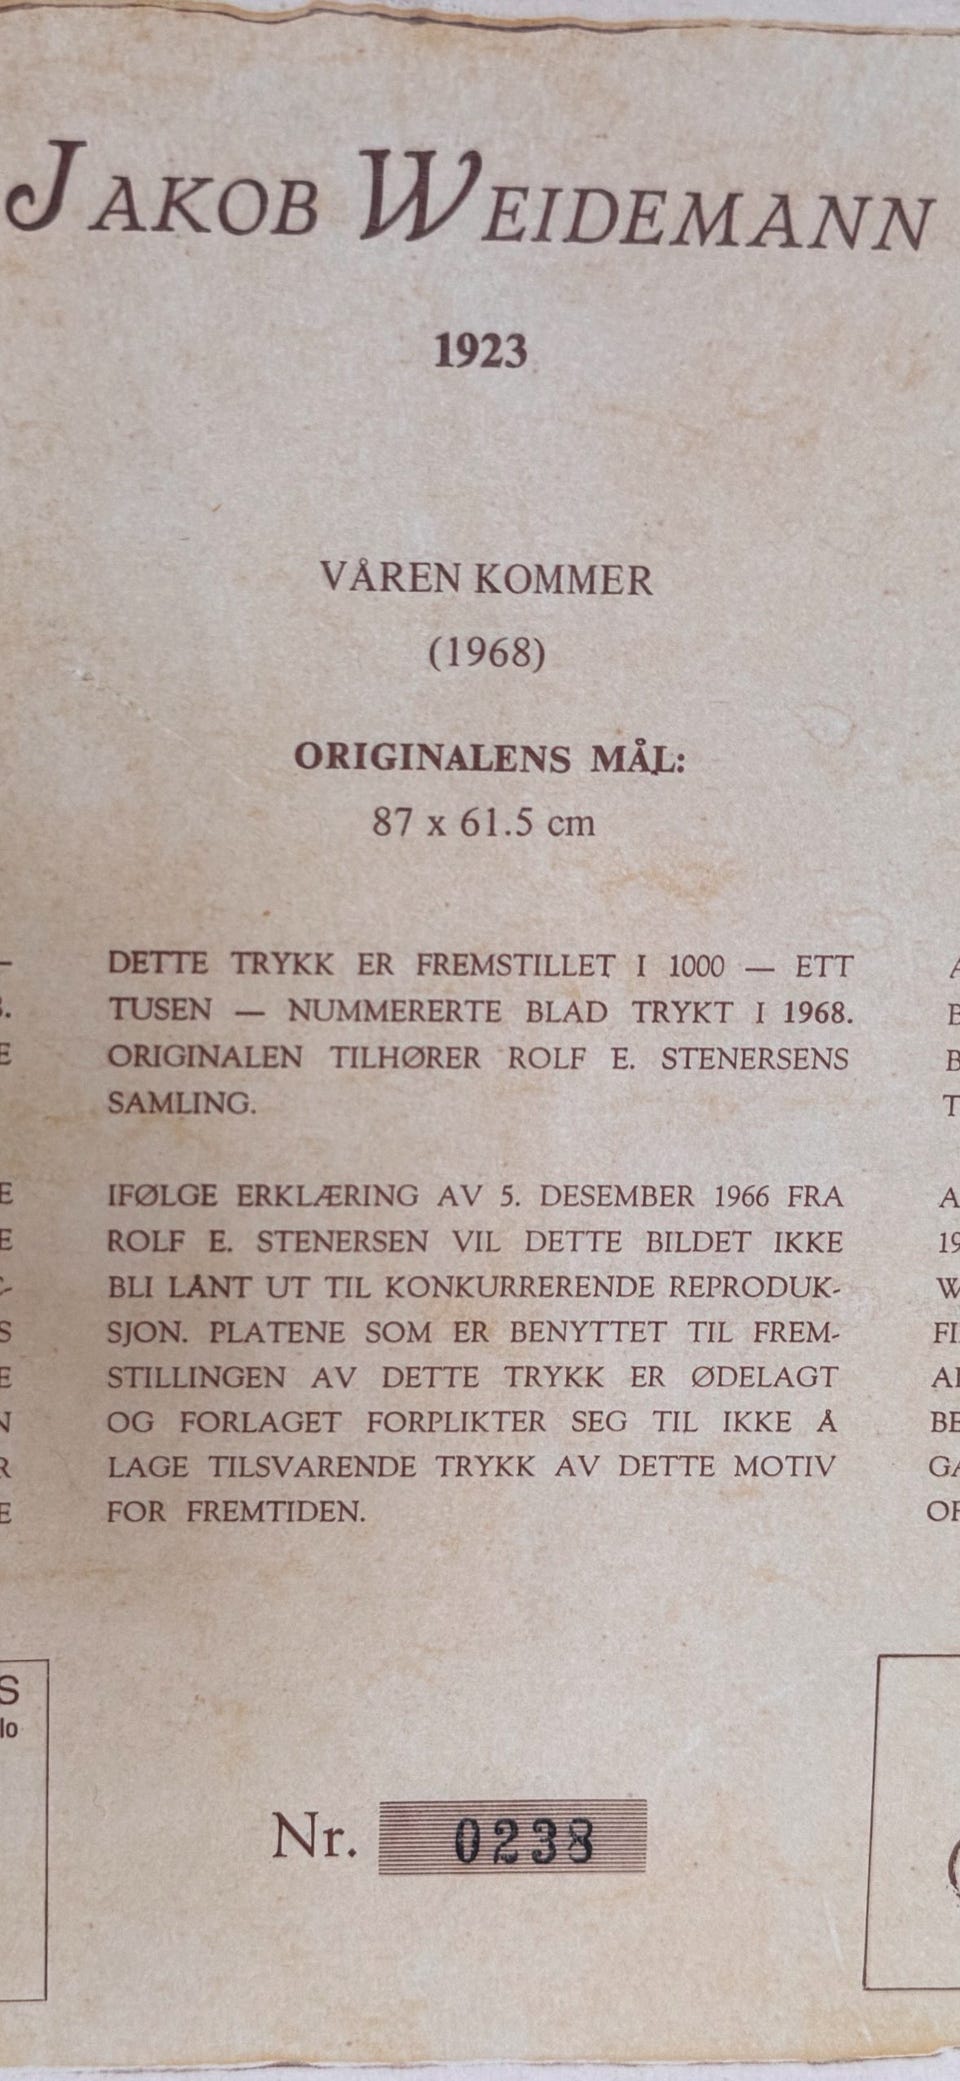 JAKOB WEIDEMANN
1923
VÅREN KOMMER
(1968)
ORIGINALENS MÅL:
87 x 61.5 cm
DETTE TRYKK ER FREMSTILLET I 1000 — ETT
TUSEN — NUMMERERTE BLAD TRYKT I 1968.
ORIGINALEN TILHØRER ROLF E. STENERSENS
SAMLING.
IFØLGE ERKLÆRING AV 5. DESEMBER 1966 FRA
ROLF E. STENERSEN VIL DETTE BILDET IKKE
BLI LÅNT UT TIL KONKURRERENDE REPRODUK-
SJON. PLATENE SOM ER BENYTTET TIL FREM-
STILLINGEN AV DETTE TRYKK ER ØDELAGT
OG FORLAGET FORPLIKTER SEG TIL IKKE Å
LAGE TILSVARENDE TRYKK AV DETTE MOTIV
FOR FREMTIDEN.
Nr. 0238